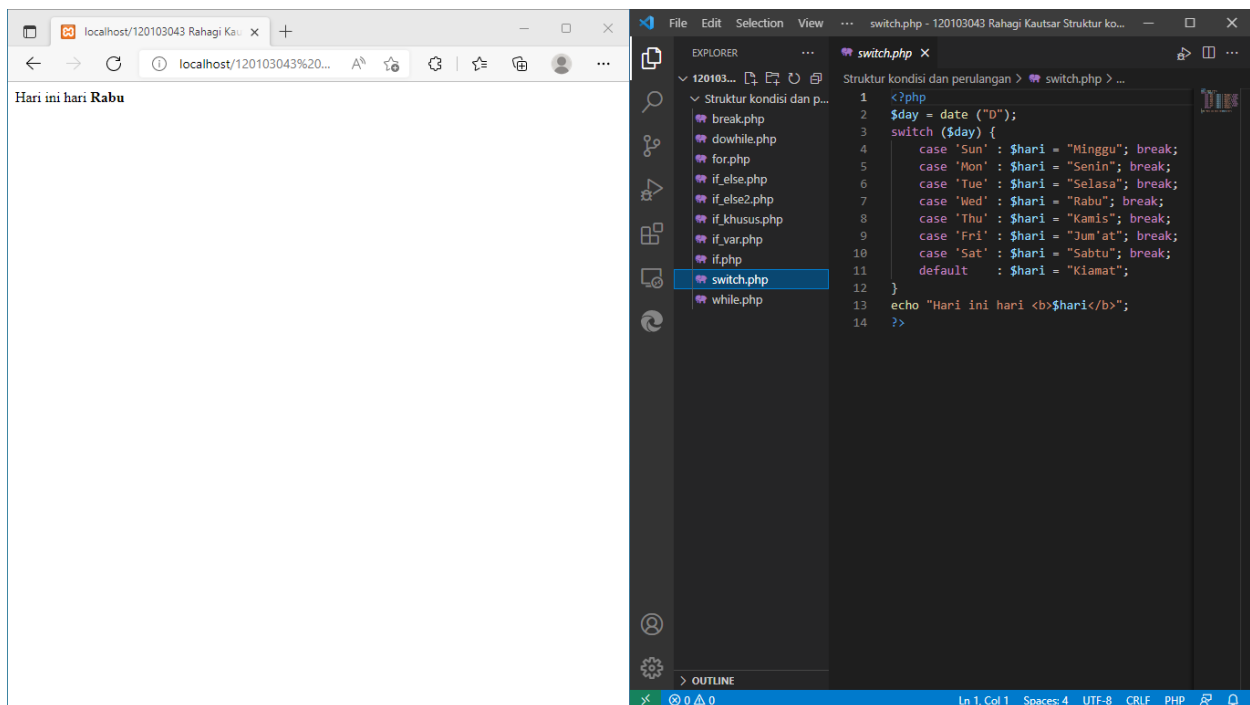 localhost/120103043 Rahagi Kau
localhost/120103043%20...
Hari ini hari Rabu
File Edit Selection View ··· switch.php - 120103043 Rahagi Kautsar Struktur ko...
EXPLORER ···
120103...
Struktur kondisi dan p...
break.php
dowhile.php
for.php
if_else.php
if_else2.php
if_khusus.php
if_var.php
if.php
switch.php
while.php
OUTLINE
switch.php
Struktur kondisi dan perulangan > switch.php > ...
1 <?php
2 $day = date ("D");
3 switch ($day) {
4 case 'Sun' : $hari = "Minggu"; break;
5 case 'Mon' : $hari = "Senin"; break;
6 case 'Tue' : $hari = "Selasa"; break;
7 case 'Wed' : $hari = "Rabu"; break;
8 case 'Thu' : $hari = "Kamis"; break;
9 case 'Fri' : $hari = "Jum'at"; break;
10 case 'Sat' : $hari = "Sabtu"; break;
11 default : $hari = "Kiamat";
12 }
13 echo "Hari ini hari <b>$hari</b>";
14 ?>
0 0 Ln 1, Col 1 Spaces: 4 UTF-8 CRLF PHP